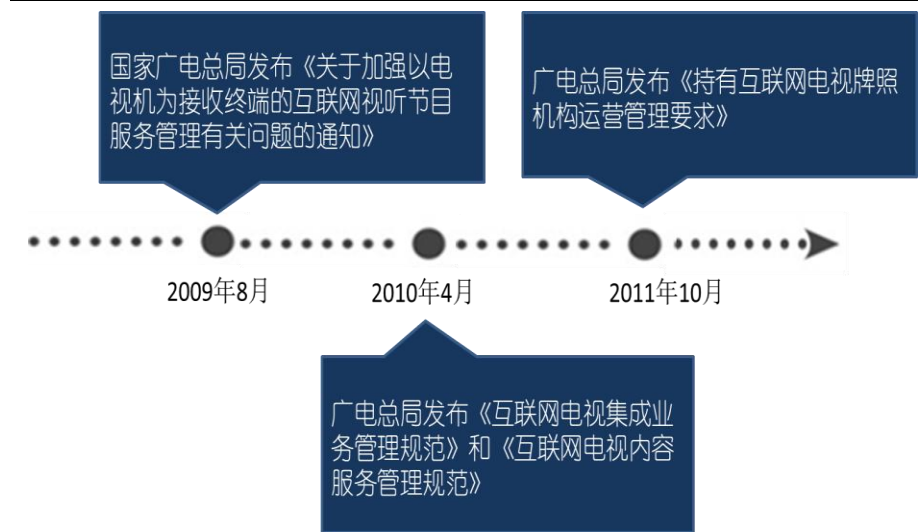 国家广电总局发布《关于加强以电
视机为接收终端的互联网视听节目
服务管理有关问题的通知》
广电总局发布《持有互联网电视牌照
机构运营管理要求》
2009年8月
2010年4月
2011年10月
广电总局发布《互联网电视集成业
务管理规范》和《互联网电视内容
服务管理规范》